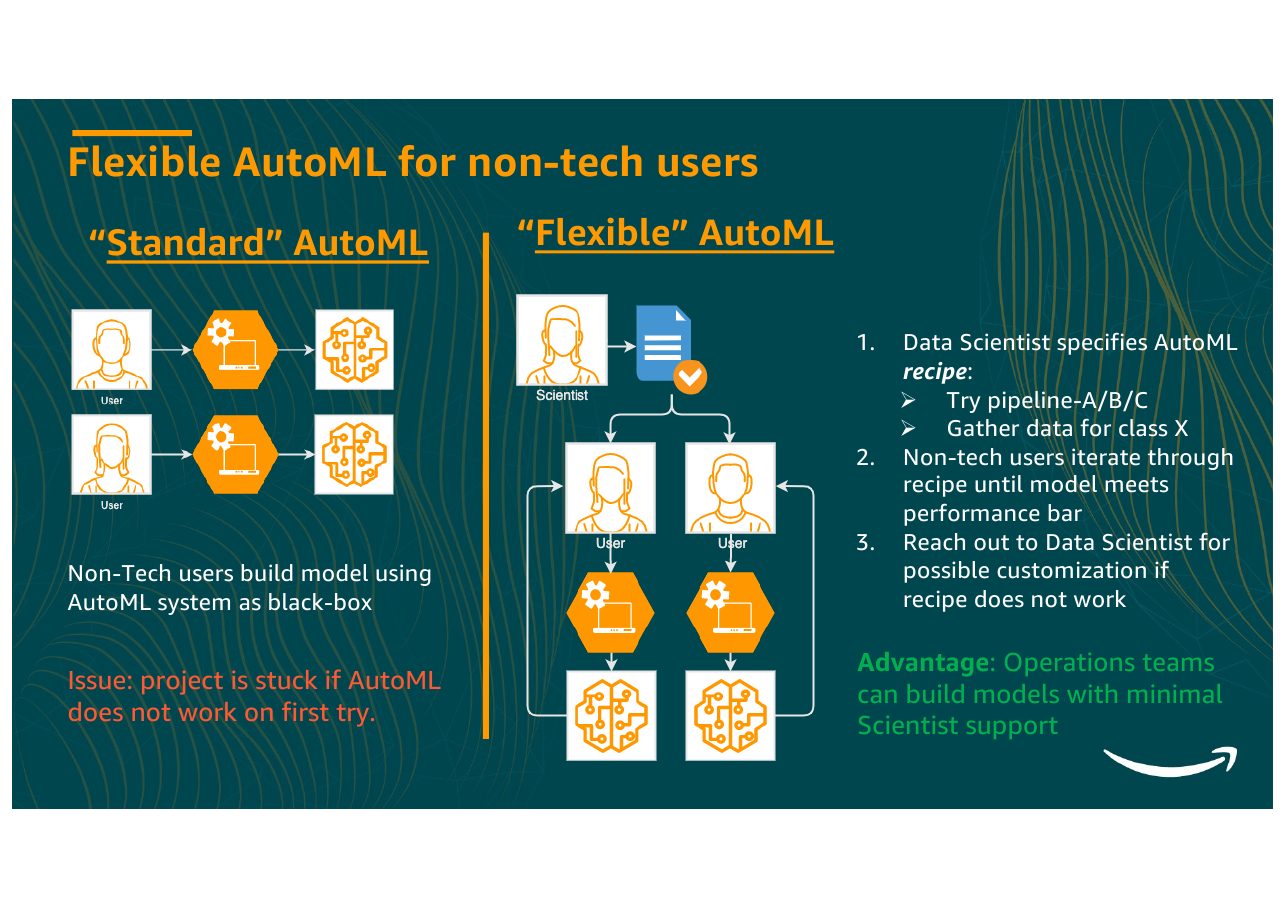 Flexible AutoML for non-tech users
“Standard” AutoML
User
User
Non-Tech users build model using
AutoML system as black-box
Issue: project is stuck if AutoML
does not work on first try.
“Flexible” AutoML
Scientist
User
User
1. Data Scientist specifies AutoML
recipe:
➢ Try pipeline-A/B/C
➢ Gather data for class X
2. Non-tech users iterate through
recipe until model meets
performance bar
3. Reach out to Data Scientist for
possible customization if
recipe does not work
Advantage: Operations teams
can build models with minimal
Scientist support